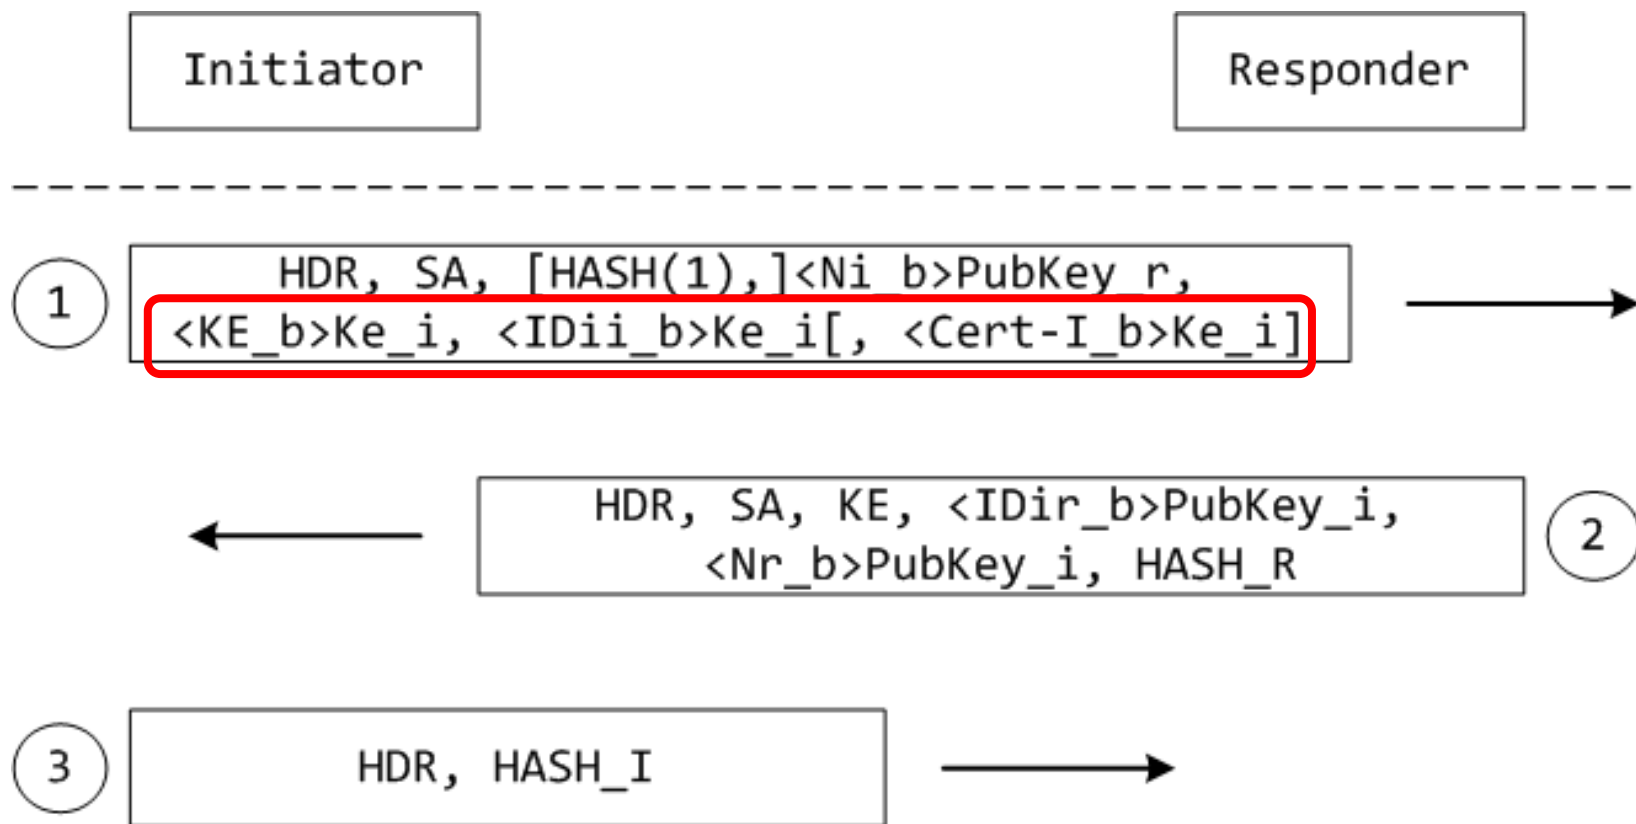 Initiator
Responder
1
HDR, SA, [HASH(1),]<Ni_b>PubKey_r,
<KE_b>Ke_i, <IDii_b>Ke_i[, <Cert-I_b>Ke_i]
HDR, SA, KE, <IDir_b>PubKey_i,
<Nr_b>PubKey_i, HASH_R
2
3
HDR, HASH_I